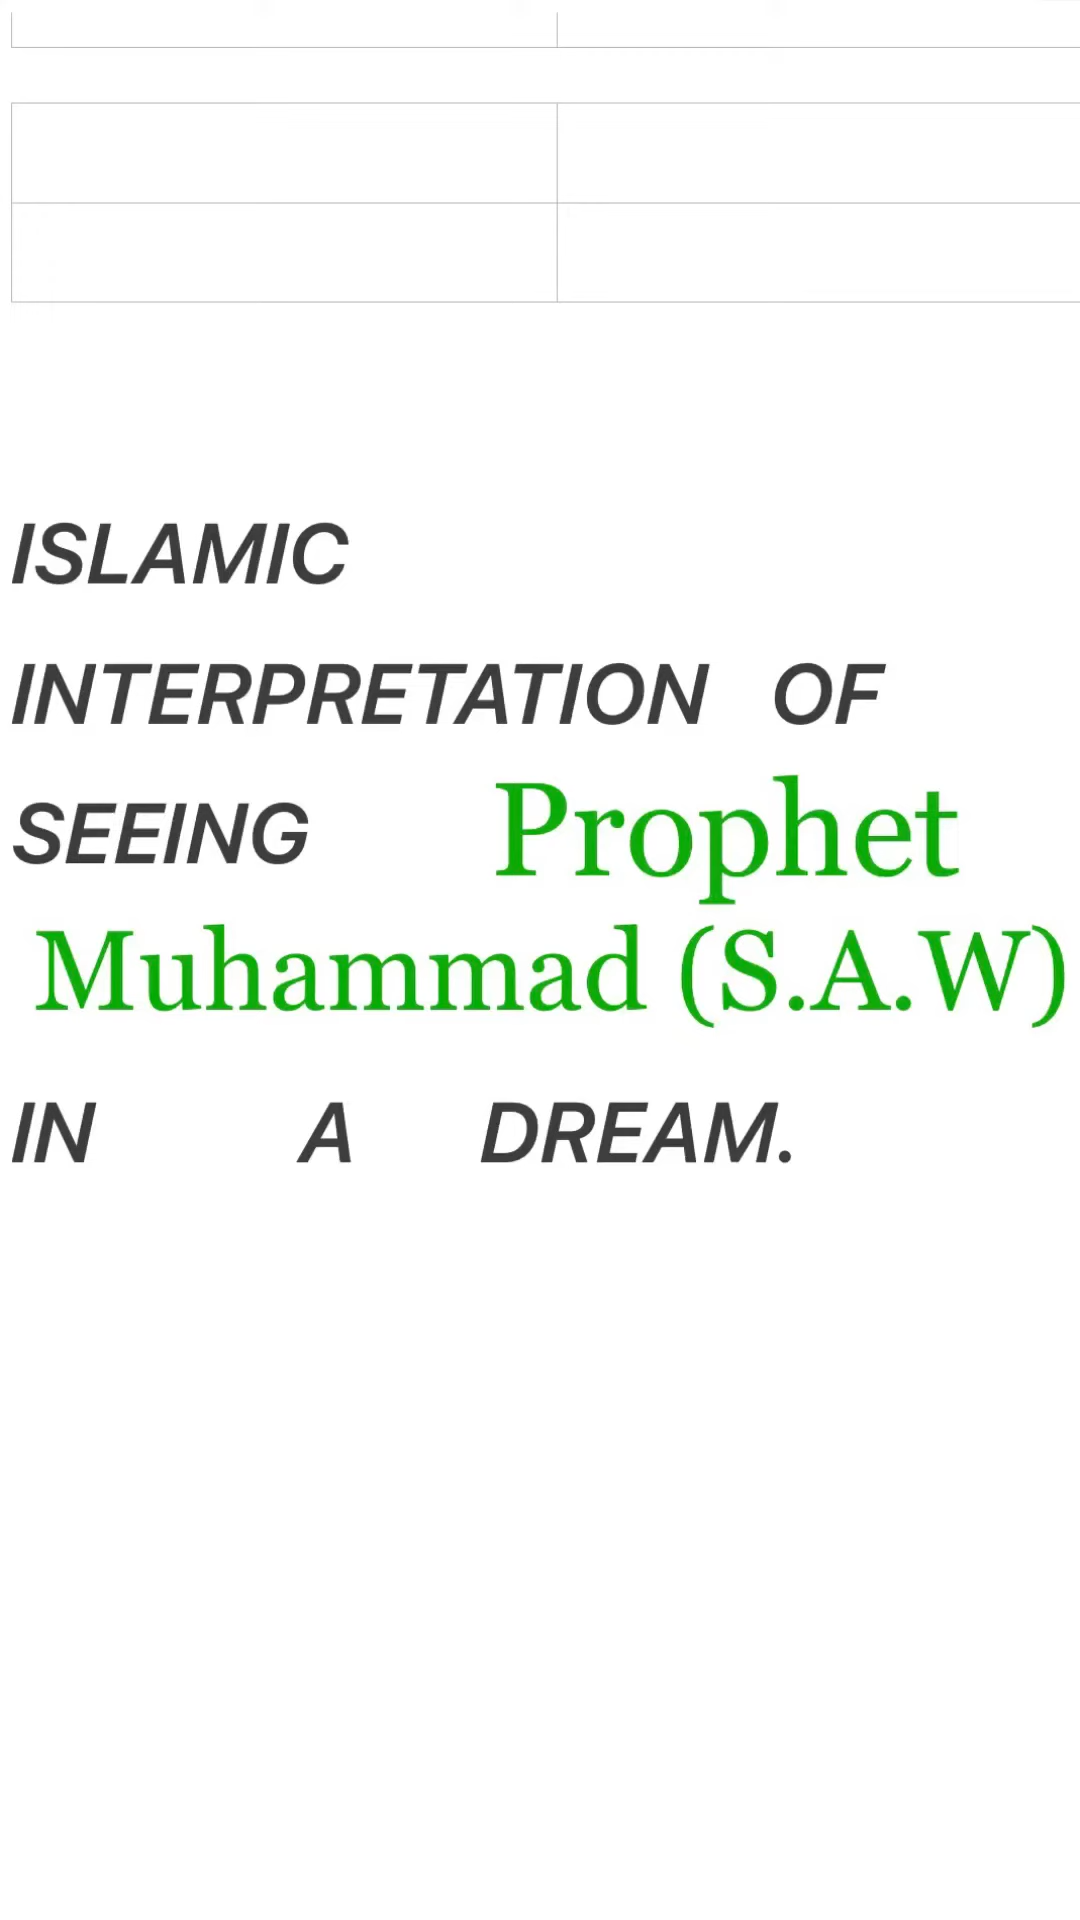 ISLAMIC
INTERPRETATION OF
SEEING Prophet
Muhammad (S.A.W)
IN A DREAM.